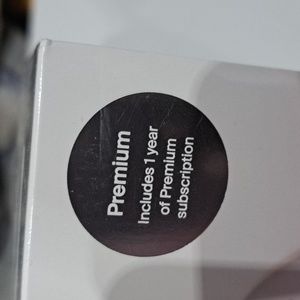 Premium
Includes 1 year
of Premium
subscription